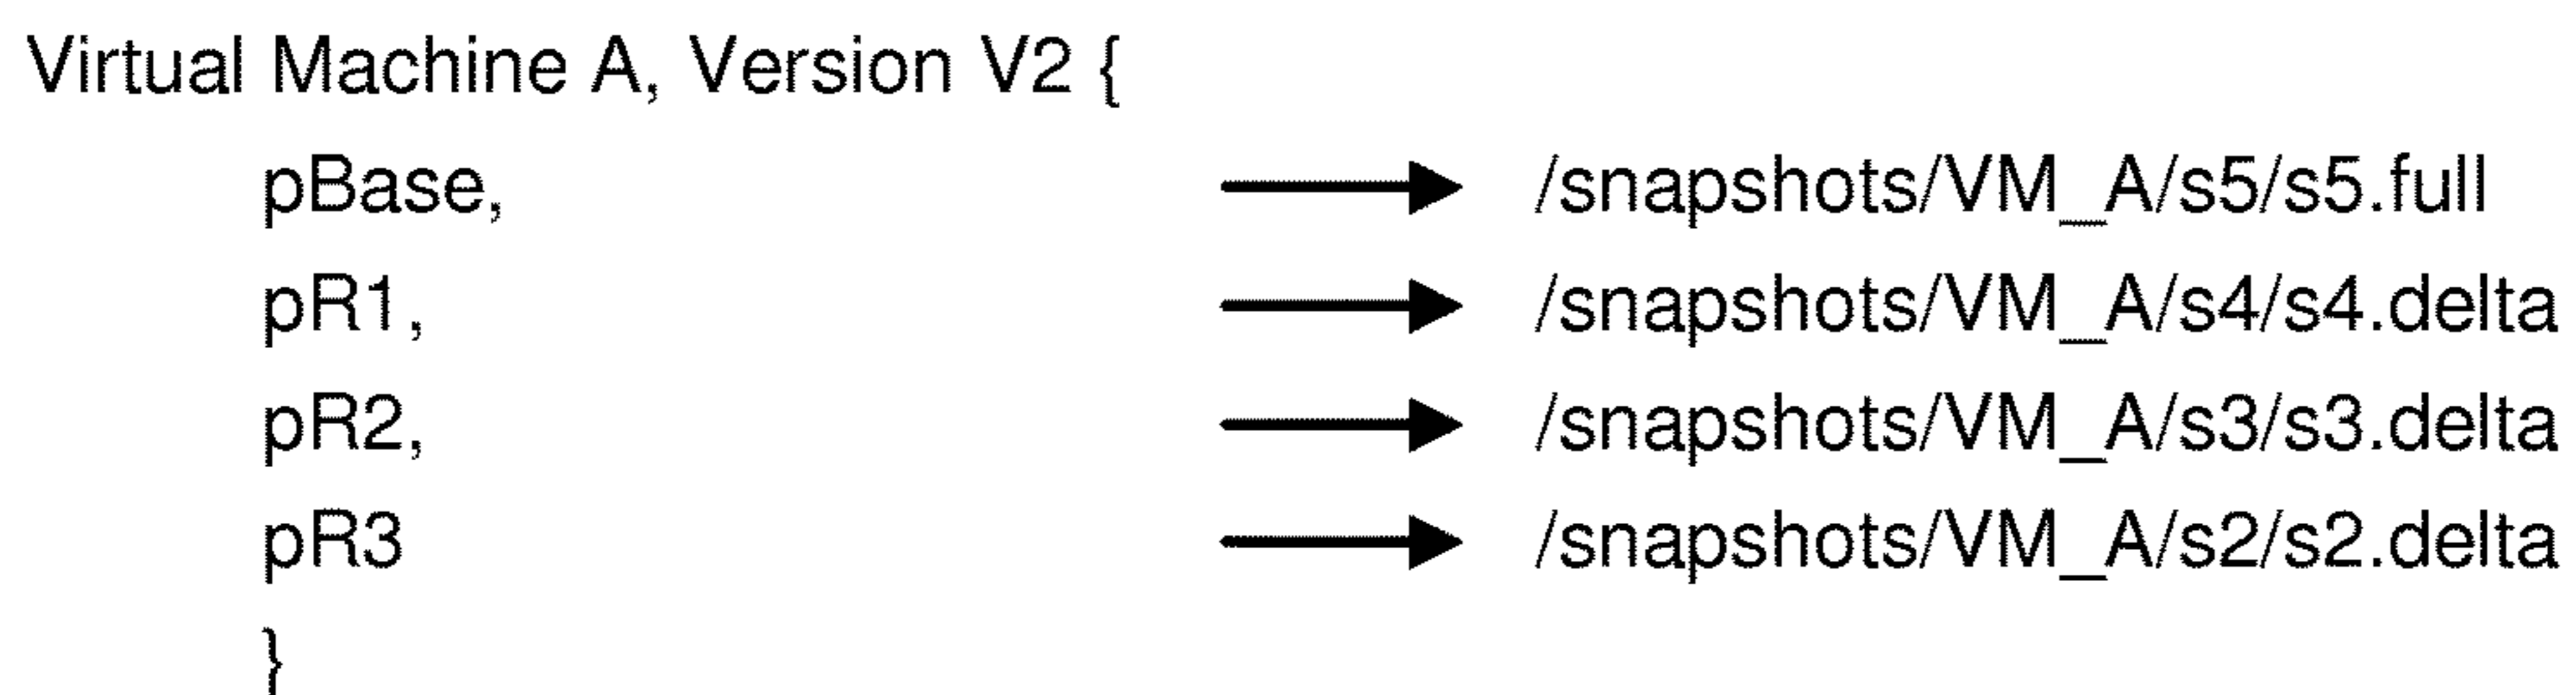 Virtual Machine A, Version V2 {
pBase, /snapshots/VM_A/s5/s5.full
pR1, /snapshots/VM_A/s4/s4.delta
pR2, /snapshots/VM_A/s3/s3.delta
pR3 /snapshots/VM_A/s2/s2.delta
}